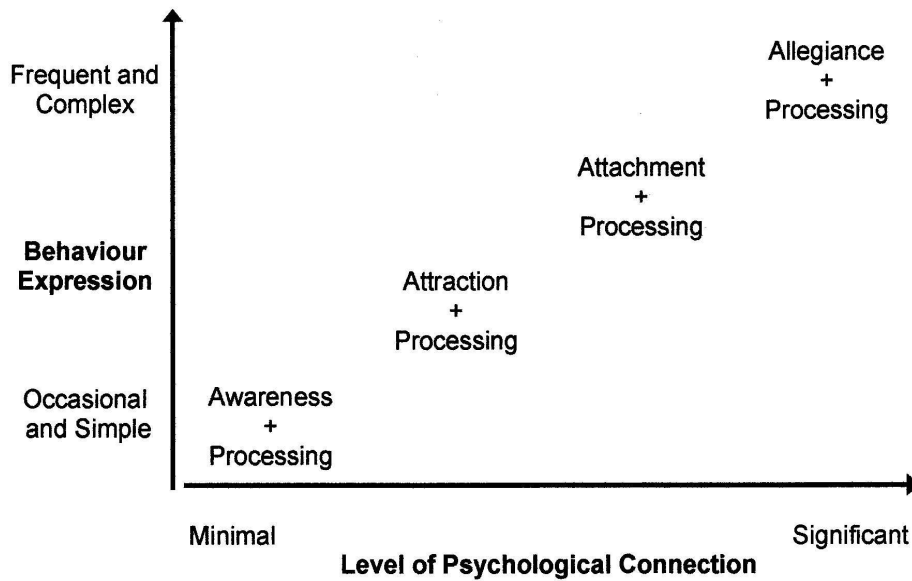 Frequent and
Complex
Allegiance
+
Processing
Attachment
+
Processing
Behaviour
Expression
Attraction
+
Processing
Occasional
and Simple
Awareness
+
Processing
Minimal
Significant
Level of Psychological Connection